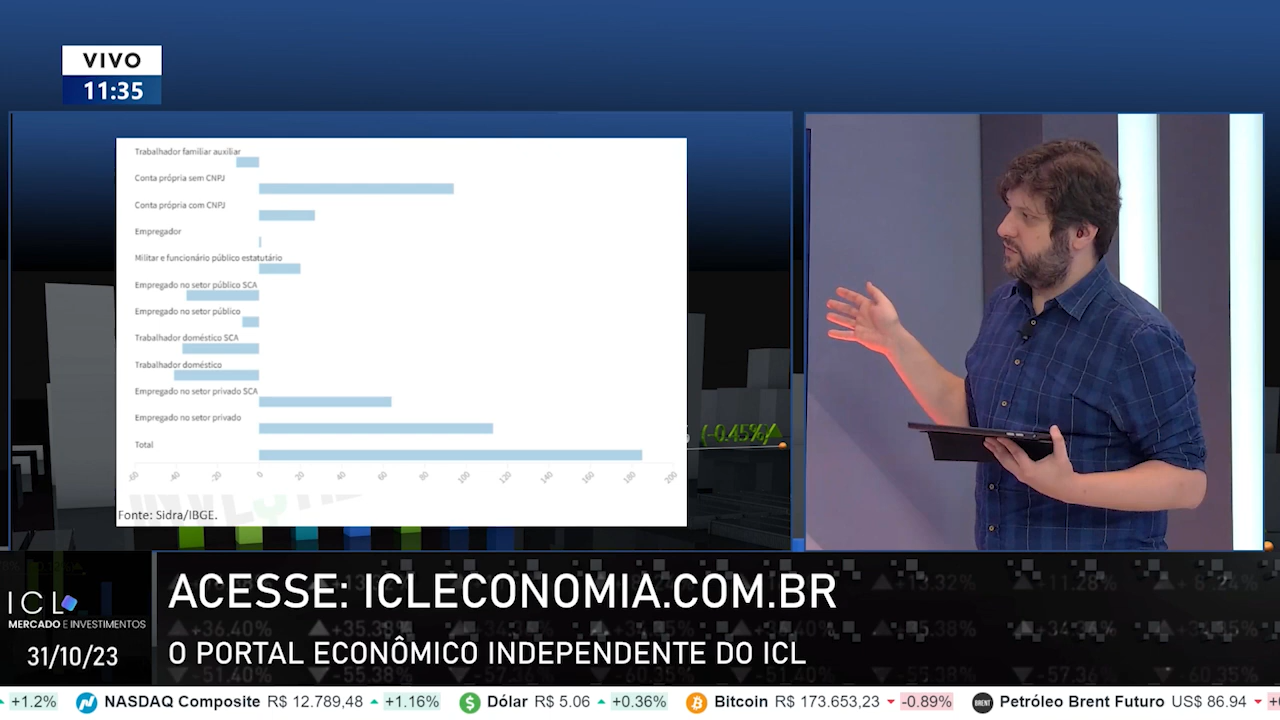 VIVO
11:35
Trabalhador familiar auxiliar
Conta própria sem CNPJ
Conta própria com CNPJ
Empregador
Militar e funcionário público estatutário
Empregado no setor público SCA
Empregado no setor público
Trabalhador doméstico SCA
Trabalhador doméstico
Empregado no setor privado SCA
Empregado no setor privado
Total
-60 -40 -20 0 20 40 60 80 100 120 140 160 180 200
Fonte: Sidra/IBGE.
(-0.45%)
ICL
MERCADO E INVESTIMENTOS
31/10/23
ACESSE: ICLECONOMIA.COM.BR
O PORTAL ECONÔMICO INDEPENDENTE DO ICL
+1.2% NASDAQ Composite R$ 12.789,48 +1,16% Dólar R$ 5.06 +0,36% Bitcoin R$ 173.653,23 -0.89% BRENT Petróleo Brent Futuro US$ 86.94